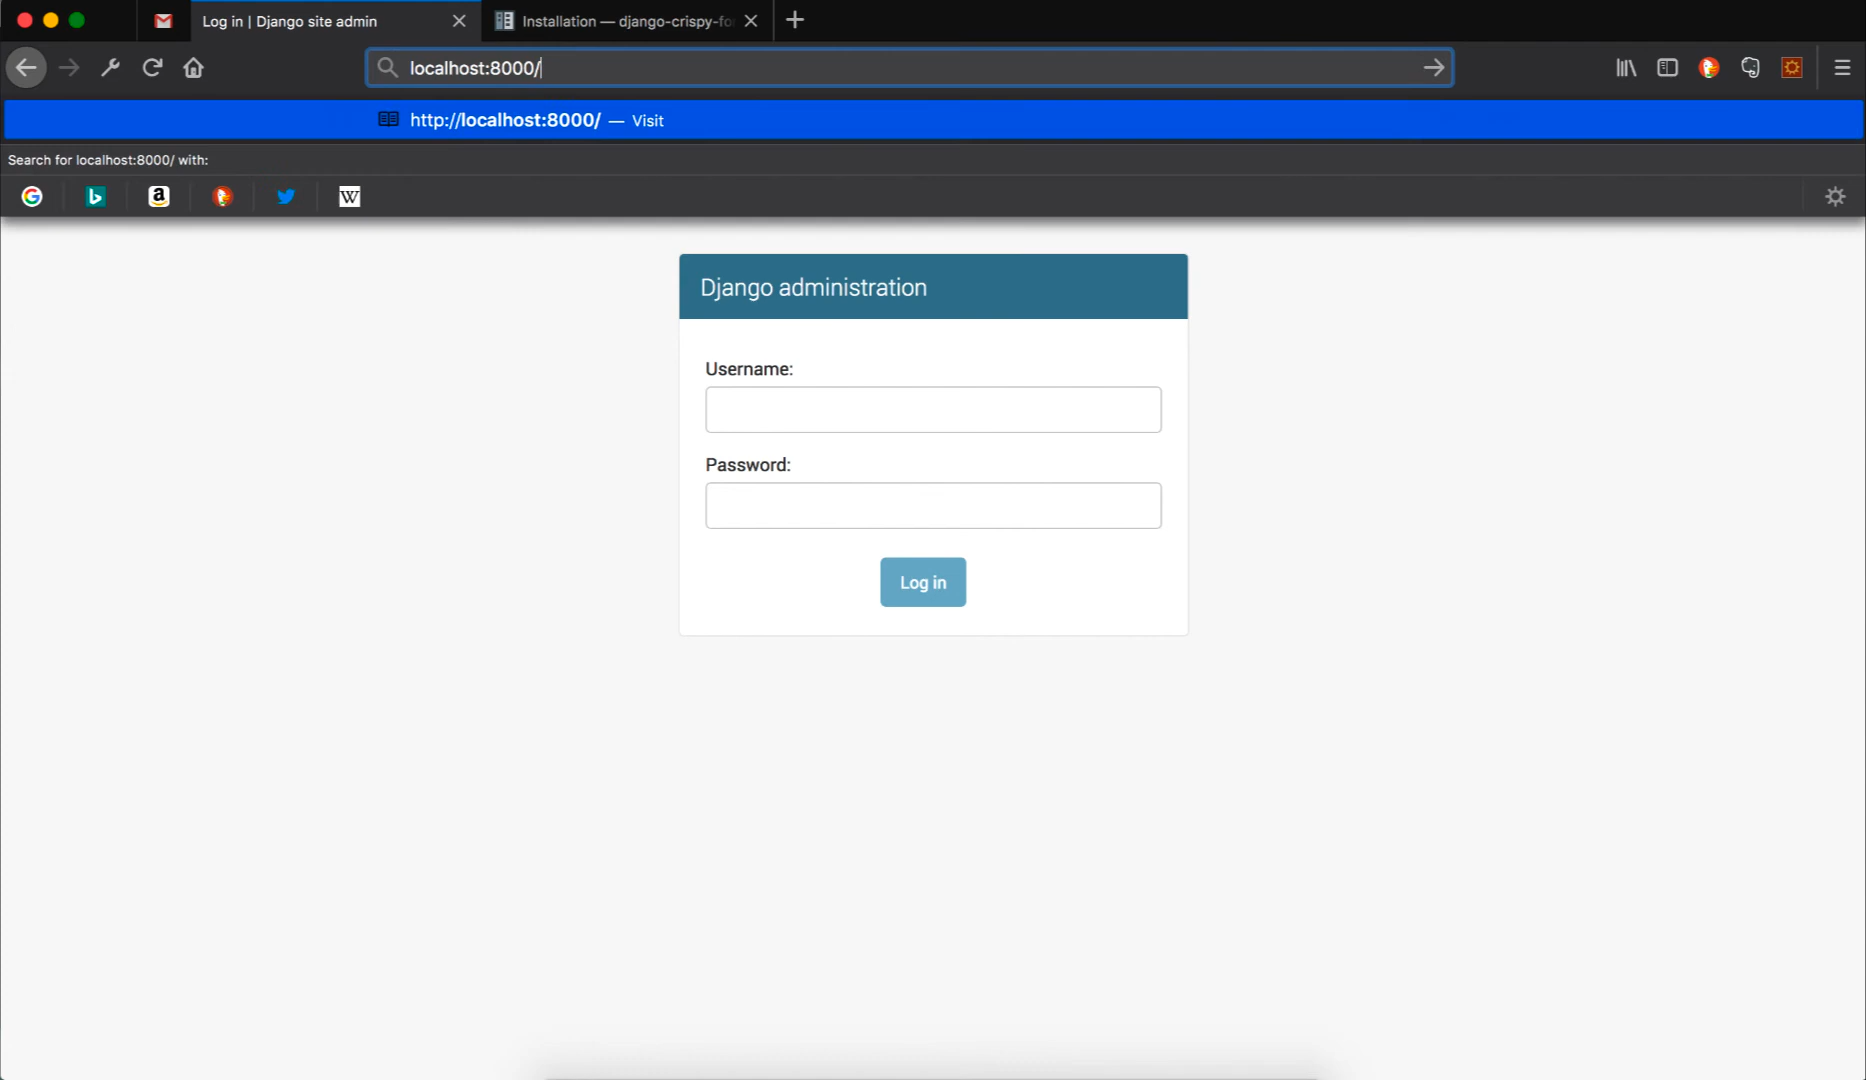 Log in | Django site admin
Installation — django-crispy-fo
localhost:8000/
http://localhost:8000/ — Visit
Search for localhost:8000/ with:
Django administration
Username:
Password:
Log in